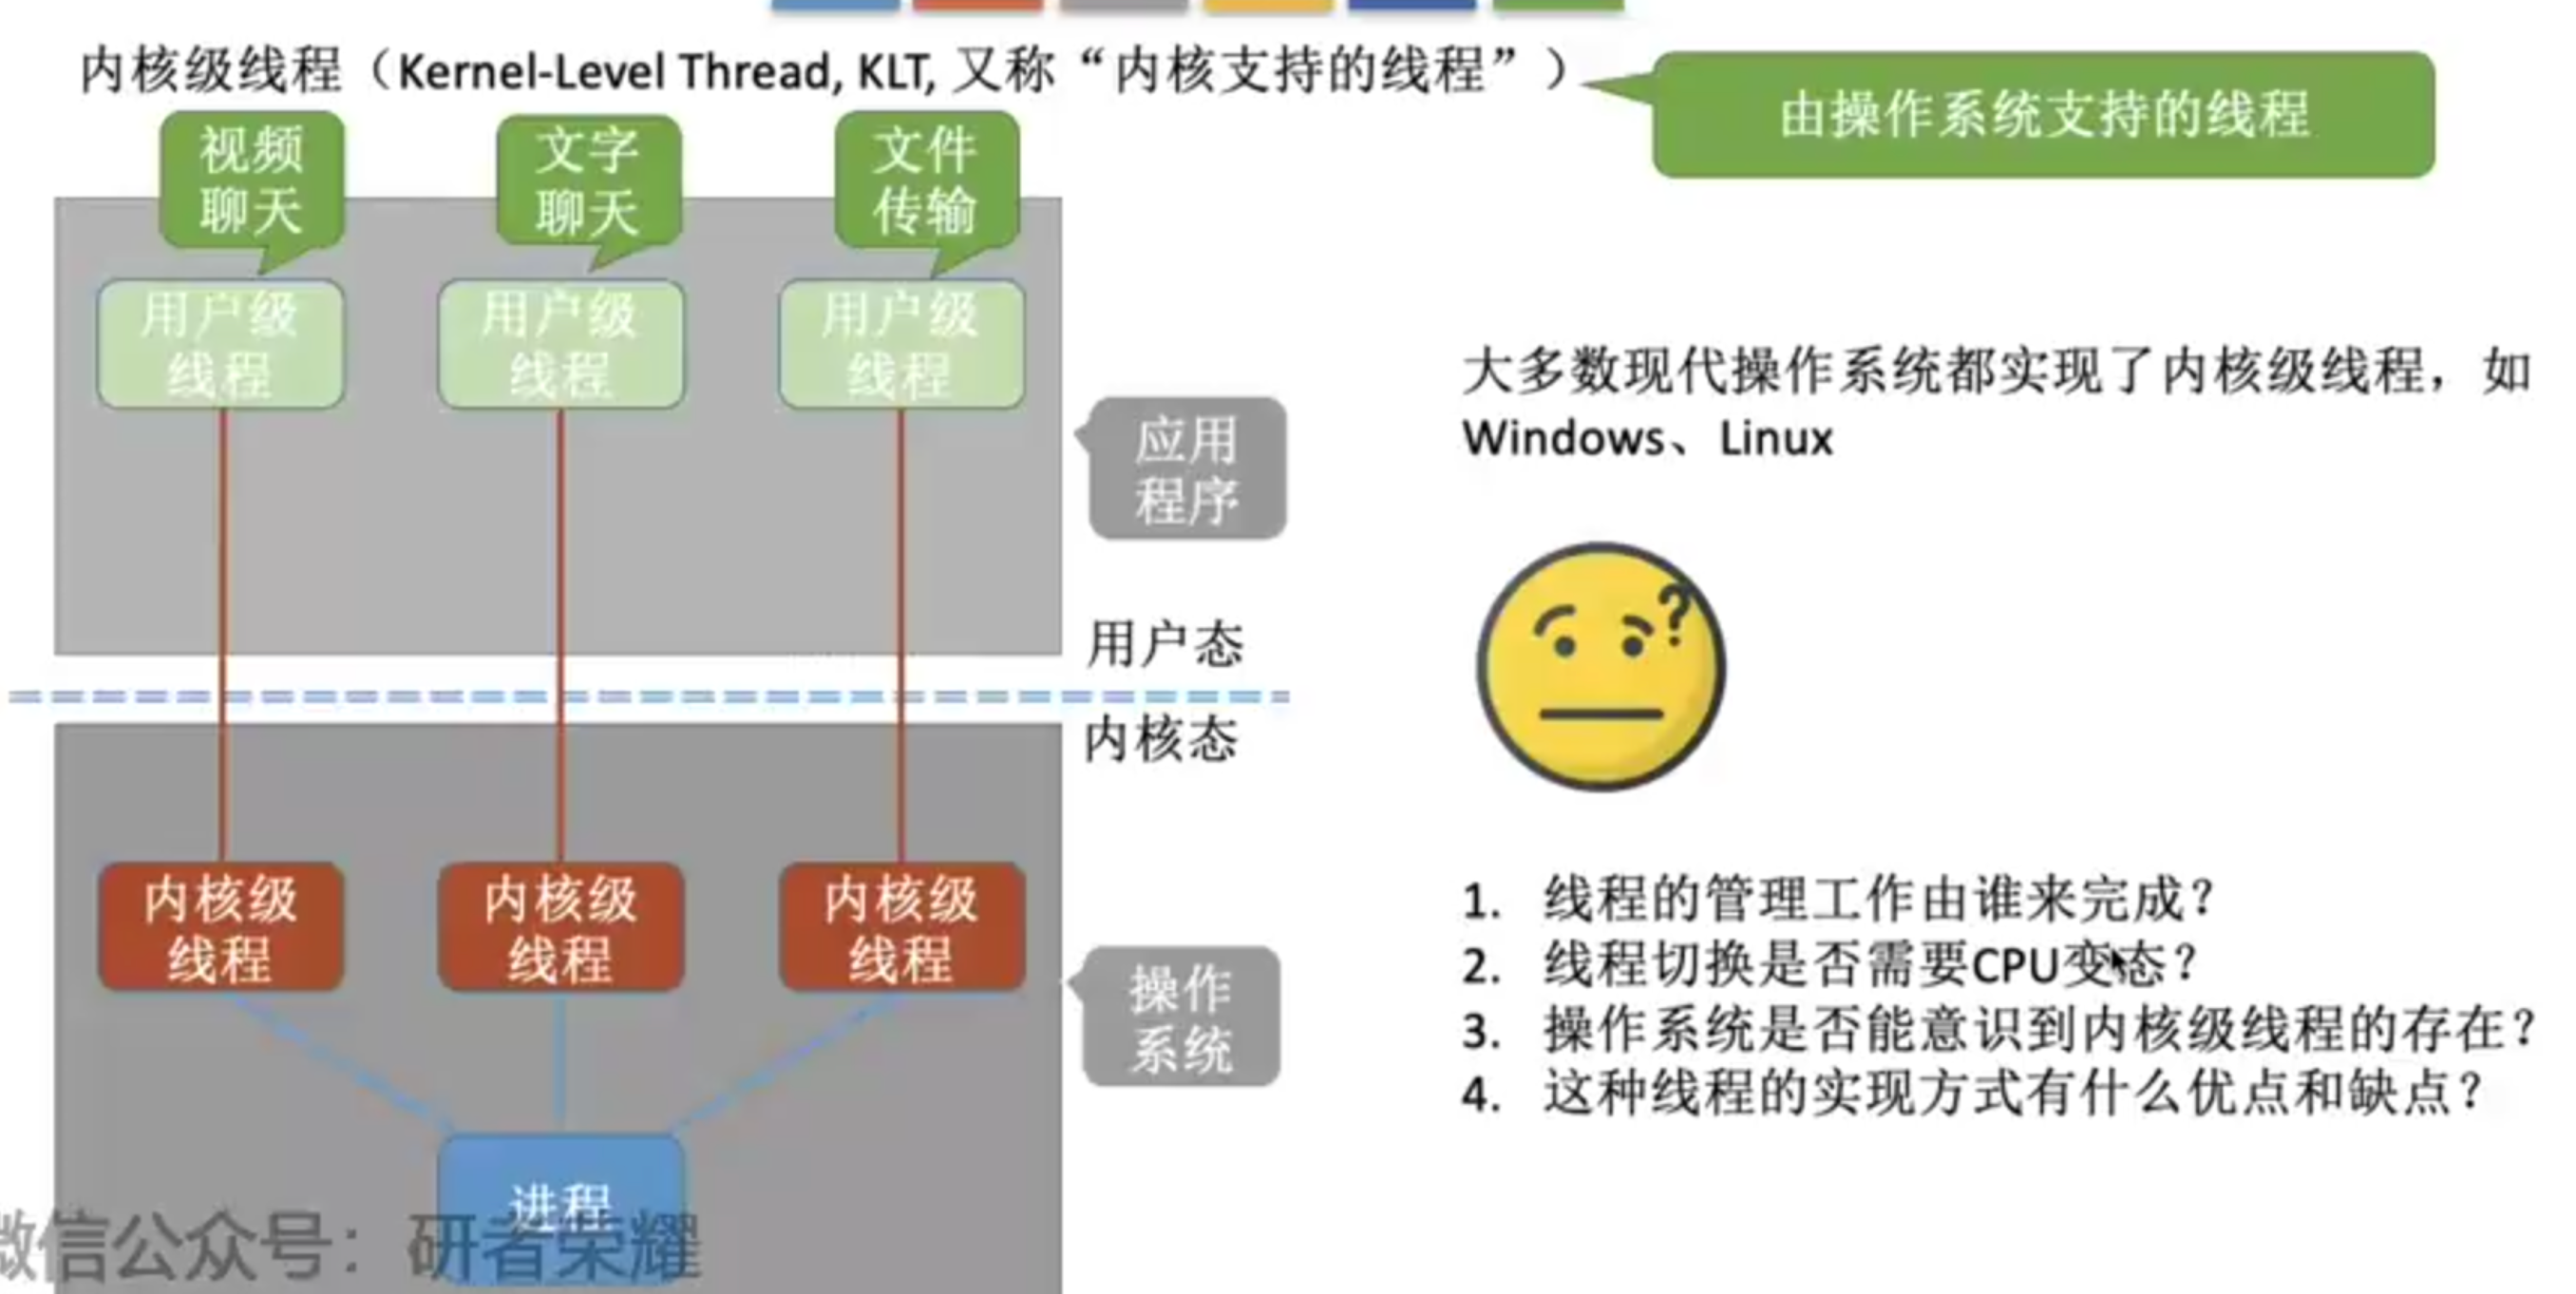 内核级线程（Kernel-Level Thread, KLT, 又称“内核支持的线程”）
由操作系统支持的线程
视频
聊天
文字
聊天
文件
传输
用户级
线程
用户级
线程
用户级
线程
应用
程序
用户态
内核态
内核级
线程
内核级
线程
内核级
线程
操作
系统
进程
大多数现代操作系统都实现了内核级线程，如
Windows、Linux
?
1. 线程的管理工作由谁来完成？
2. 线程切换是否需要CPU变态？
3. 操作系统是否能意识到内核级线程的存在？
4. 这种线程的实现方式有什么优点和缺点？
微信公众号：研者荣耀